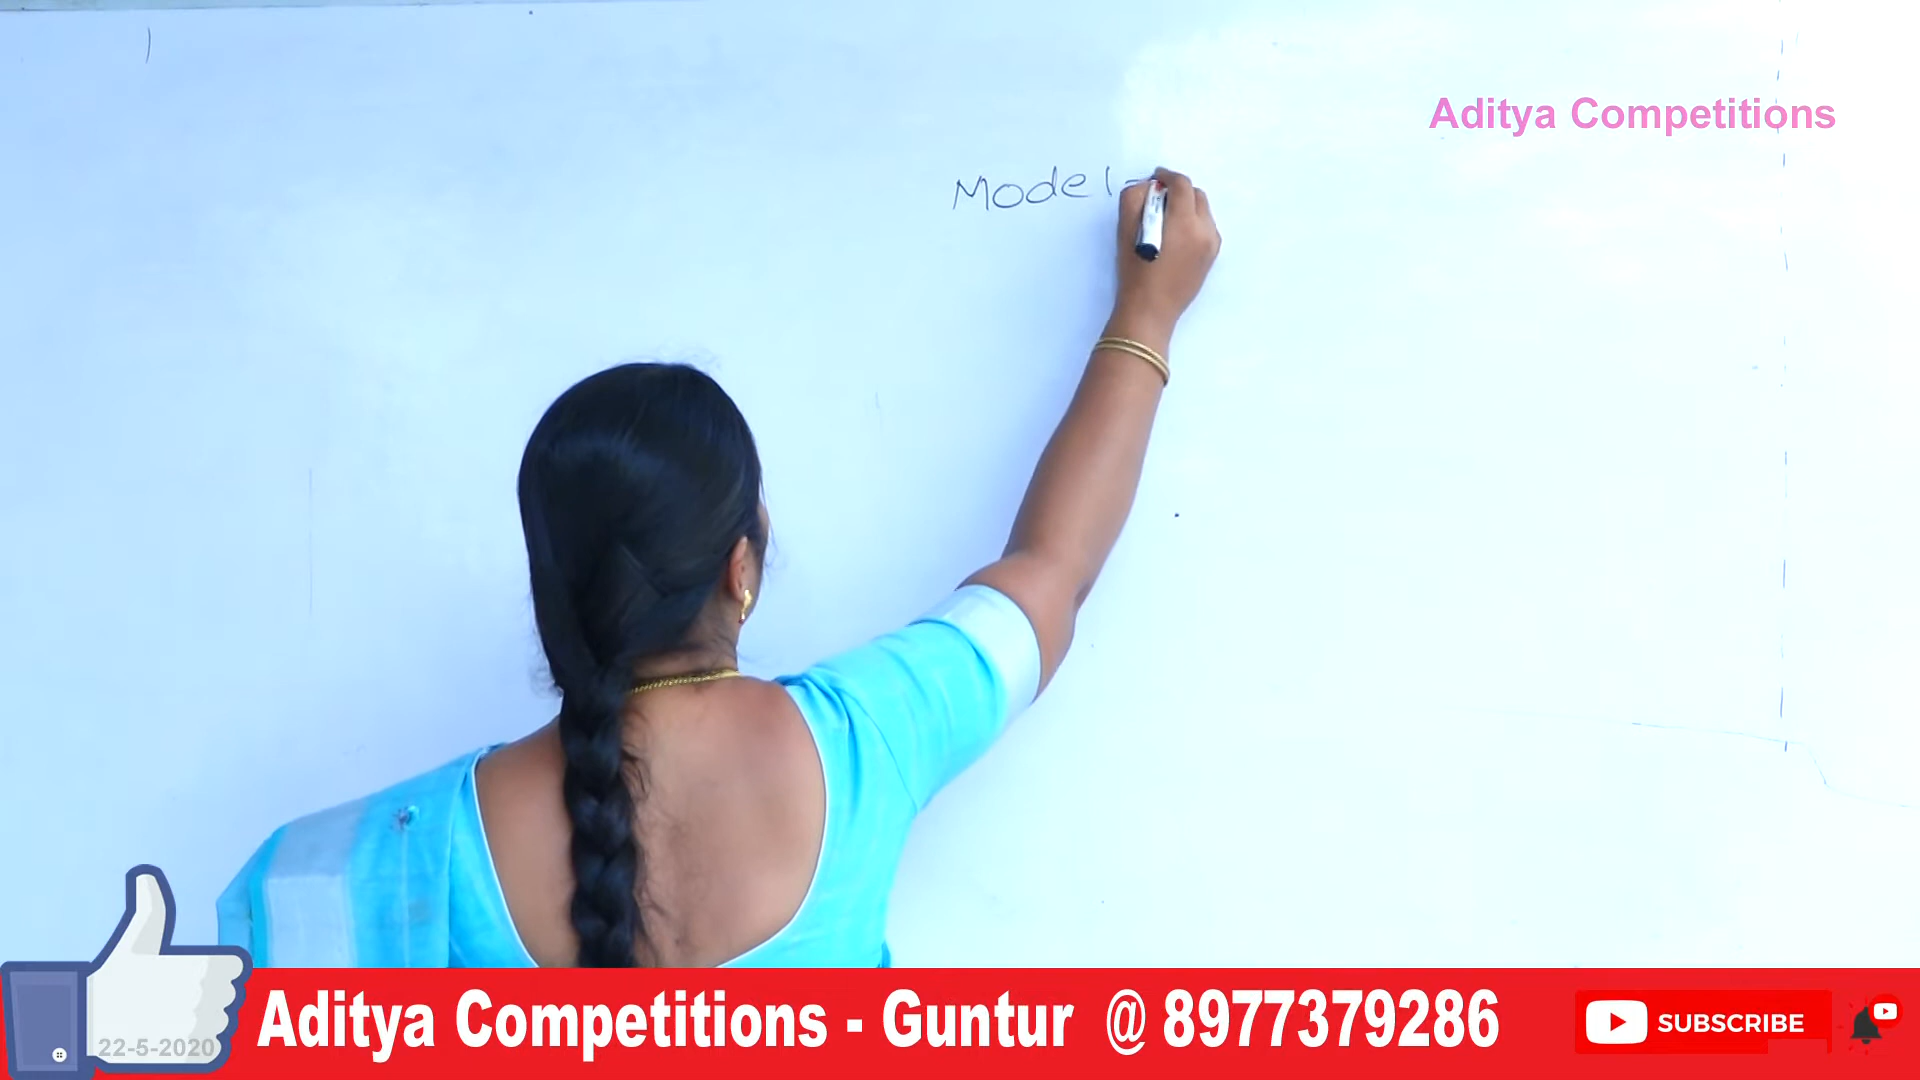 Aditya Competitions
Model -
Aditya Competitions - Guntur @ 8977379286
SUBSCRIBE
22-5-2020